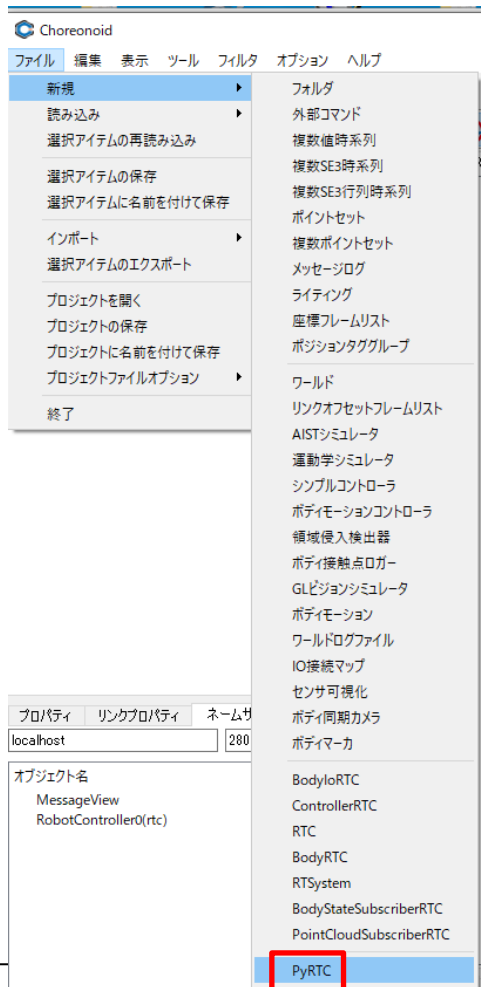 Choreonoid
ファイル 編集 表示 ツール フィルタ オプション ヘルプ
新規
読み込み
選択アイテムの再読み込み
選択アイテムの保存
選択アイテムに名前を付けて保存
インポート
選択アイテムのエクスポート
プロジェクトを開く
プロジェクトの保存
プロジェクトに名前を付けて保存
プロジェクトファイルオプション
終了
フォルダ
外部コマンド
複数値時系列
複数SE3時系列
複数SE3行列時系列
ポイントセット
複数ポイントセット
メッセージログ
ライティング
座標フレームリスト
ポジションタググループ
ワールド
リンクオフセットフレームリスト
AISTシミュレータ
運動学シミュレータ
シンプルコントローラ
ボディモーションコントローラ
領域侵入検出器
ボディ接触点ロガー
GLビジョンシミュレータ
ボディモーション
ワールドログファイル
IO接続マップ
センサ可視化
ボディ同期カメラ
ボディマーカ
BodyIoRTC
ControllerRTC
RTC
BodyRTC
RTSystem
BodyStateSubscriberRTC
PointCloudSubscriberRTC
PyRTC
プロパティ リンクプロパティ ネームサ
localhost 280
オブジェクト名
MessageView
RobotController0(rtc)